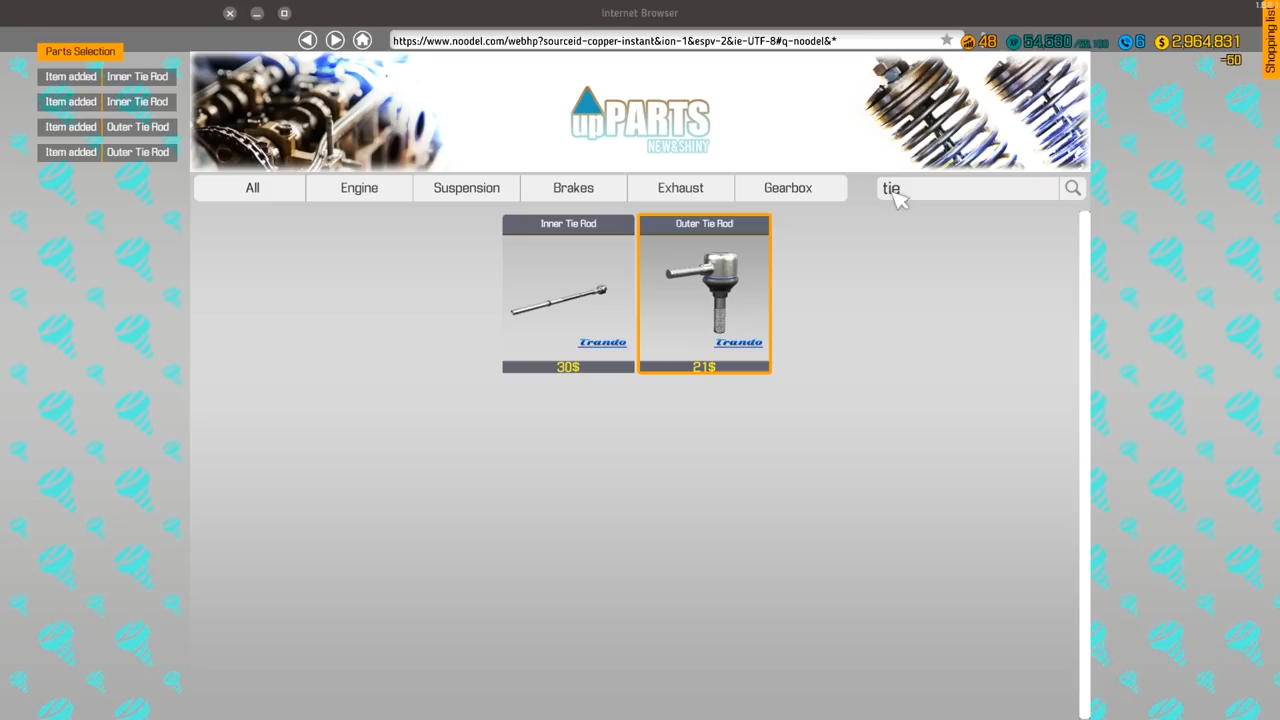 Internet Browser
https://www.noodel.com/webhp?sourceid-copper-instant&ion-1&espv-2&ie-UTF-8#q-noodel&*
48
6
$ 2,964,831
-60
Shopping list
Parts Selection
Item added Inner Tie Rod
Item added Inner Tie Rod
Item added Outer Tie Rod
Item added Outer Tie Rod
upPARTS
NEW&SHINY
All Engine Suspension Brakes Exhaust Gearbox tie
Inner Tie Rod Outer Tie Rod
Trando Trando
30$ 21$